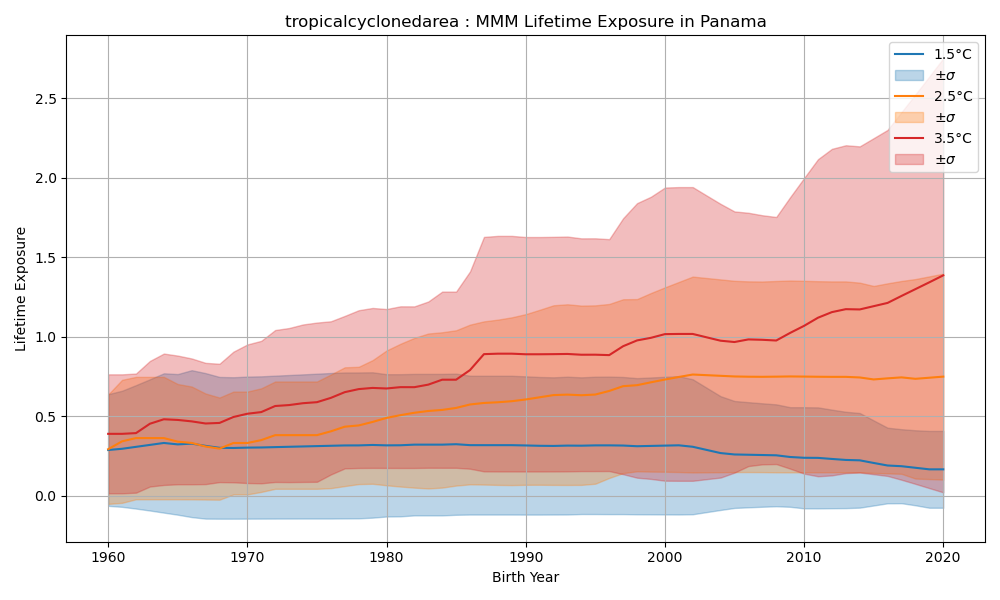 tropicalcyclonedarea : MMM Lifetime Exposure in Panama
1.5°C
±σ
2.5°C
±σ
3.5°C
±σ
Lifetime Exposure
2.5
2.0
1.5
1.0
0.5
0.0
1960 1970 1980 1990 2000 2010 2020
Birth Year